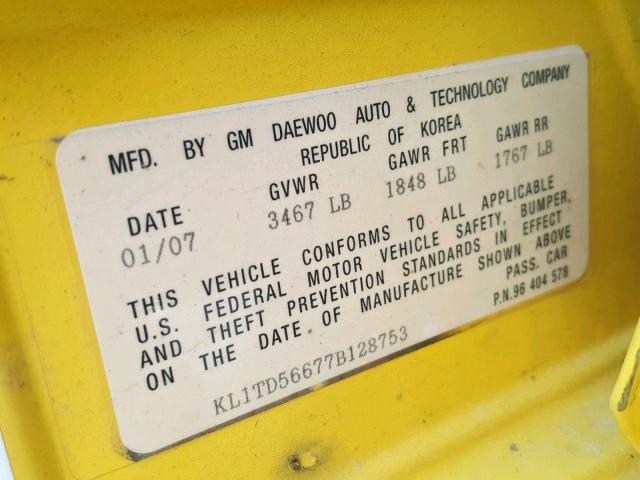 MFD. BY GM DAEWOO AUTO & TECHNOLOGY COMPANY
REPUBLIC OF KOREA
DATE GVWR GAWR FRT GAWR RR
01/07 3467 LB 1848 LB 1767 LB
THIS VEHICLE CONFORMS TO ALL APPLICABLE
U.S. FEDERAL MOTOR VEHICLE SAFETY, BUMPER,
AND THEFT PREVENTION STANDARDS IN EFFECT
ON THE DATE OF MANUFACTURE SHOWN ABOVE
PASS. CAR
KL1TD56677B128753 P.N.96 404 578